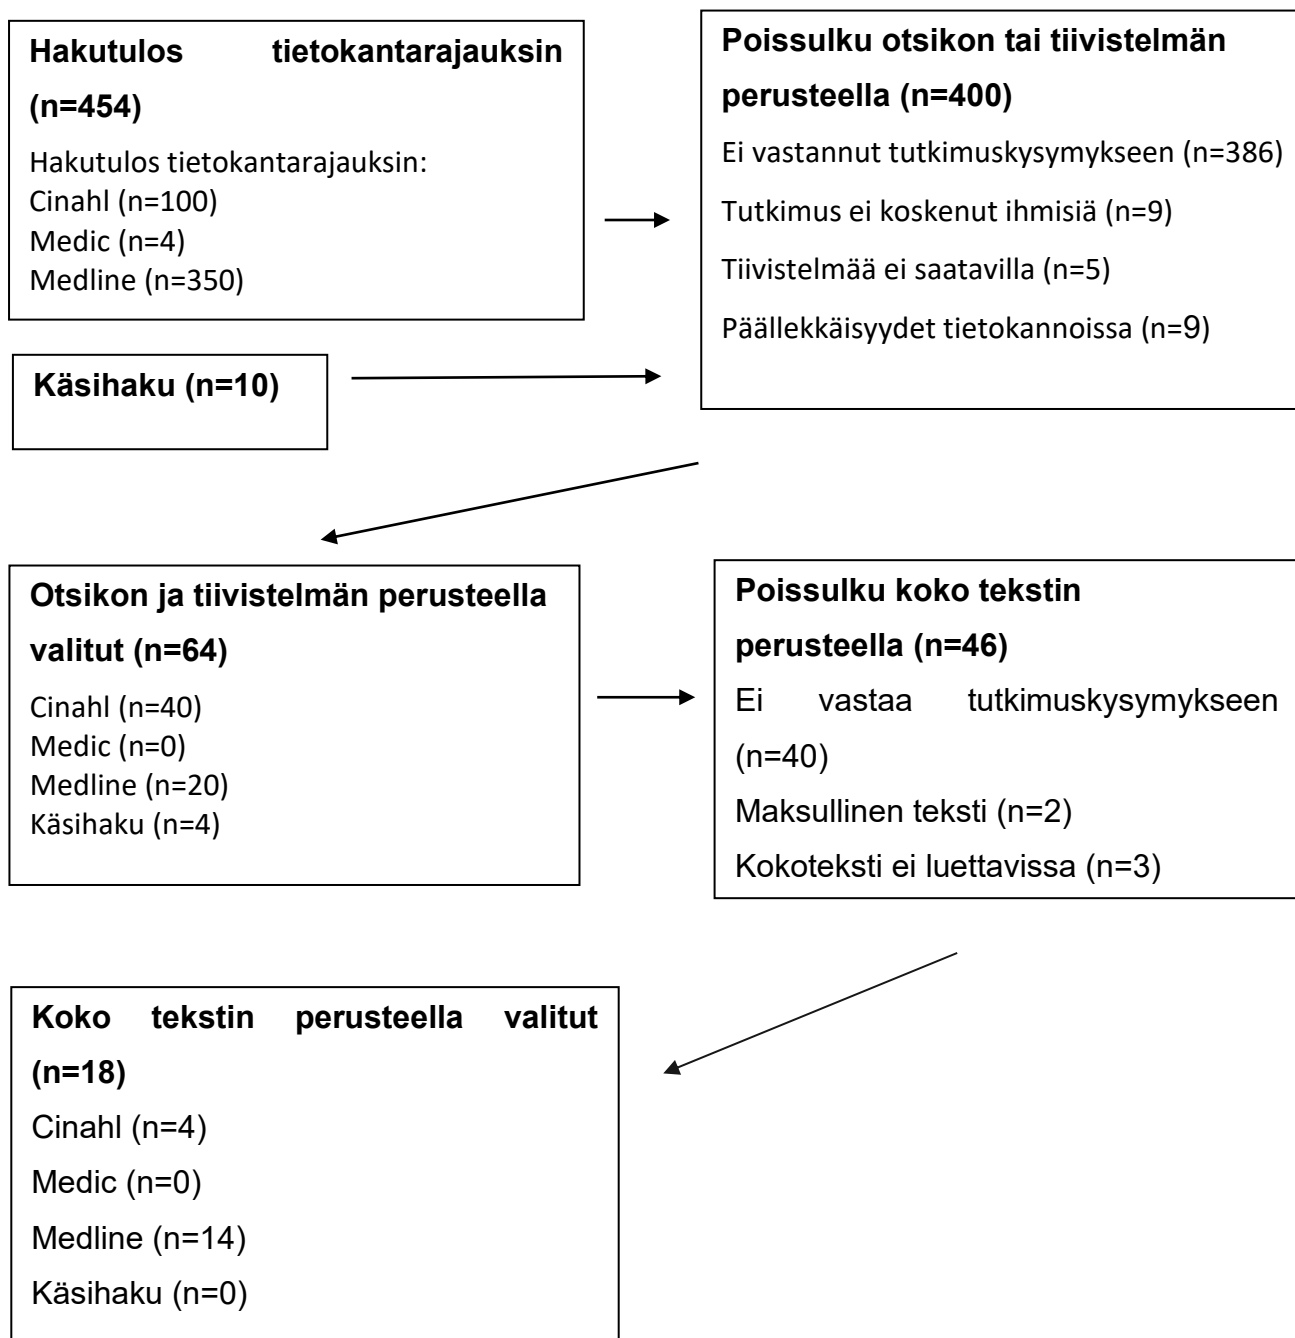 Hakutulos tietokantarajauksin
(n=454)
Hakutulos tietokantarajauksin:
Cinahl (n=100)
Medic (n=4)
Medline (n=350)
Poissulku otsikon tai tiivistelmän
perusteella (n=400)
Ei vastannut tutkimuskysymykseen (n=386)
Tutkimus ei koskenut ihmisiä (n=9)
Tiivistelmää ei saatavilla (n=5)
Päällekkäisyydet tietokannoissa (n=9)
Käsihaku (n=10)
Otsikon ja tiivistelmän perusteella
valitut (n=64)
Cinahl (n=40)
Medic (n=0)
Medline (n=20)
Käsihaku (n=4)
Poissulku koko tekstin
perusteella (n=46)
Ei vastaa tutkimuskysymykseen
(n=40)
Maksullinen teksti (n=2)
Kokoteksti ei luettavissa (n=3)
Koko tekstin perusteella valitut
(n=18)
Cinahl (n=4)
Medic (n=0)
Medline (n=14)
Käsihaku (n=0)